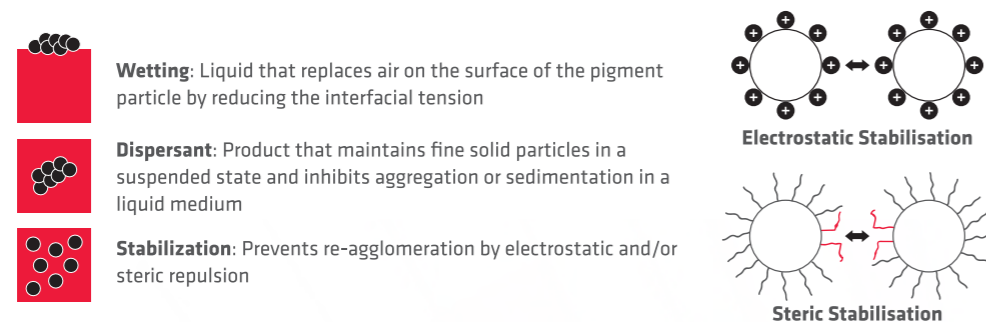 Wetting: Liquid that replaces air on the surface of the pigment
particle by reducing the interfacial tension
Dispersant: Product that maintains fine solid particles in a
suspended state and inhibits aggregation or sedimentation in a
liquid medium
Stabilization: Prevents re-agglomeration by electrostatic and/or
steric repulsion
+ + + + + + + + + + + + + + + +
Electrostatic Stabilisation
Steric Stabilisation